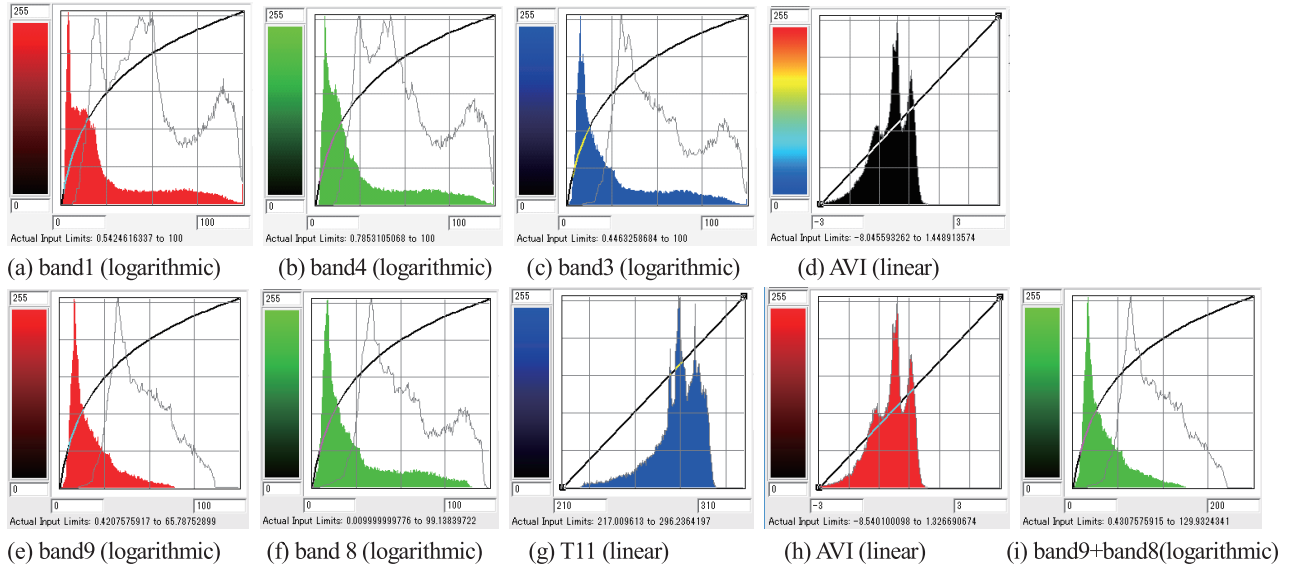 255
0
0 100
Actual Input Limits: 0.5424616337 to 100
(a) band1 (logarithmic)
255
0
0 100
Actual Input Limits: 0.7853105068 to 100
(b) band4 (logarithmic)
255
0
0 100
Actual Input Limits: 0.4463258684 to 100
(c) band3 (logarithmic)
255
0
-3 3
Actual Input Limits: -8.045593262 to 1.448913574
(d) AVI (linear)
255
0
0 100
Actual Input Limits: 0.4207575917 to 65.78752899
(e) band9 (logarithmic)
255
0
0 100
Actual Input Limits: 0.009999999776 to 99.13839722
(f) band 8 (logarithmic)
255
0
210 310
Actual Input Limits: 217.009613 to 296.2364197
(g) T11 (linear)
255
0
-3 3
Actual Input Limits: -8.540100098 to 1.326690674
(h) AVI (linear)
255
0
0 200
Actual Input Limits: 0.4307575915 to 129.9324341
(i) band9+band8(logarithmic)